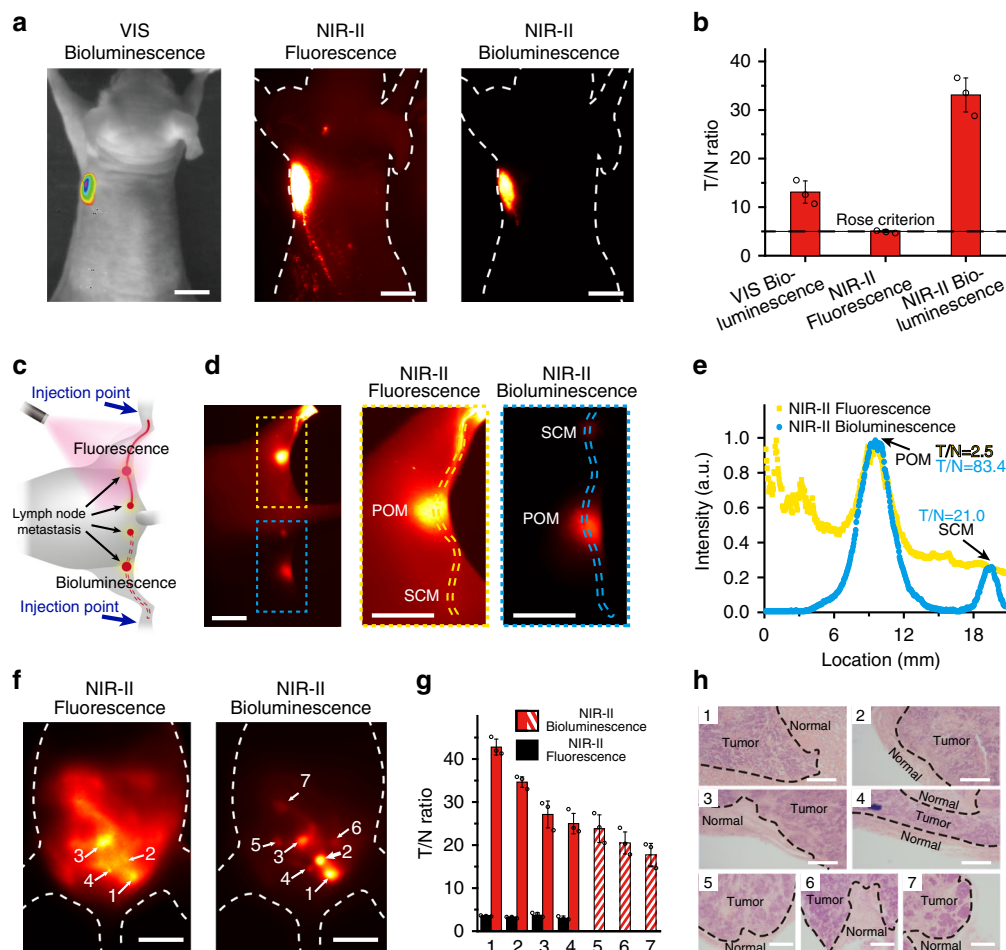 a
VIS
Bioluminescence
NIR-II
Fluorescence
NIR-II
Bioluminescence
b
T/N ratio
40
30
20
10
0
Rose criterion
VIS Bio-
luminescence
NIR-II
Fluorescence
NIR-II Bio-
luminescence
c
Injection point
Fluorescence
Lymph node
metastasis
Bioluminescence
Injection point
d
NIR-II
Fluorescence
POM
SCM
NIR-II
Bioluminescence
SCM
POM
e
NIR-II Fluorescence
NIR-II Bioluminescence
Intensity (a.u.)
1.0
0.8
0.6
0.4
0.2
0.0
POM
T/N=2.5
T/N=83.4
T/N=21.0
SCM
0 6 12 18
Location (mm)
f
NIR-II
Fluorescence
3
2
4
1
NIR-II
Bioluminescence
7
6
5
3
2
4
1
g
NIR-II
Bioluminescence
NIR-II
Fluorescence
T/N ratio
40
30
20
10
0
1 2 3 4 5 6 7
h
1
Normal
Tumor
2
Tumor
Normal
3
Tumor
Normal
4
Normal
Tumor
Normal
5
Tumor
Normal
6
Tumor
Normal
7
Tumor
Normal